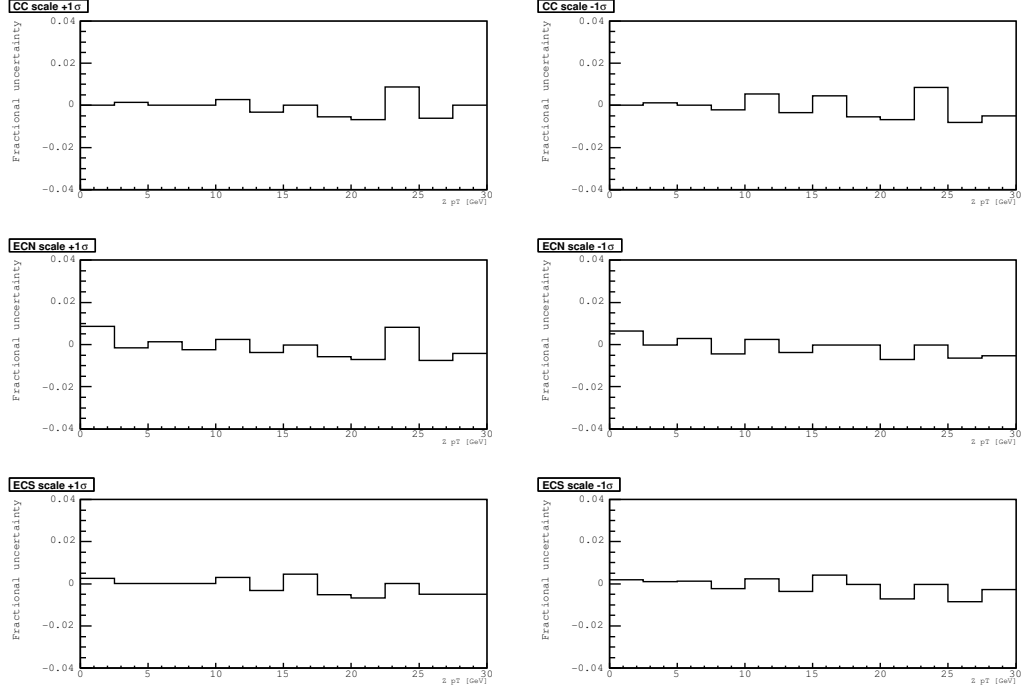 CC scale +1σ
Fractional uncertainty
0.04
0.02
0
−0.02
−0.04
0 5 10 15 20 25 30
Z pT [GeV]
CC scale -1σ
Fractional uncertainty
0.04
0.02
0
−0.02
−0.04
0 5 10 15 20 25 30
Z pT [GeV]
ECN scale +1σ
Fractional uncertainty
0.04
0.02
0
−0.02
−0.04
0 5 10 15 20 25 30
Z pT [GeV]
ECN scale -1σ
Fractional uncertainty
0.04
0.02
0
−0.02
−0.04
0 5 10 15 20 25 30
Z pT [GeV]
ECS scale +1σ
Fractional uncertainty
0.04
0.02
0
−0.02
−0.04
0 5 10 15 20 25 30
Z pT [GeV]
ECS scale -1σ
Fractional uncertainty
0.04
0.02
0
−0.02
−0.04
0 5 10 15 20 25 30
Z pT [GeV]